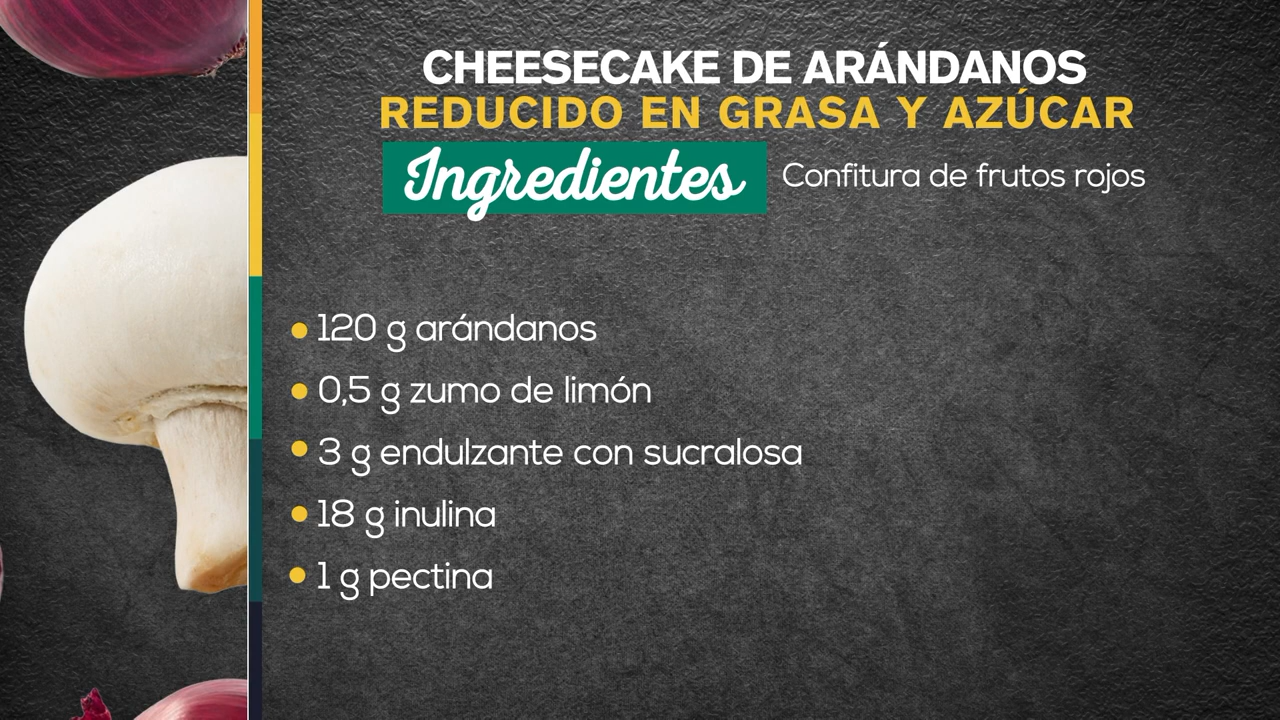 CHEESECAKE DE ARÁNDANOS
REDUCIDO EN GRASA Y AZÚCAR
Ingredientes
Confitura de frutos rojos
120 g arándanos
0,5 g zumo de limón
3 g endulzante con sucralosa
18 g inulina
1 g pectina